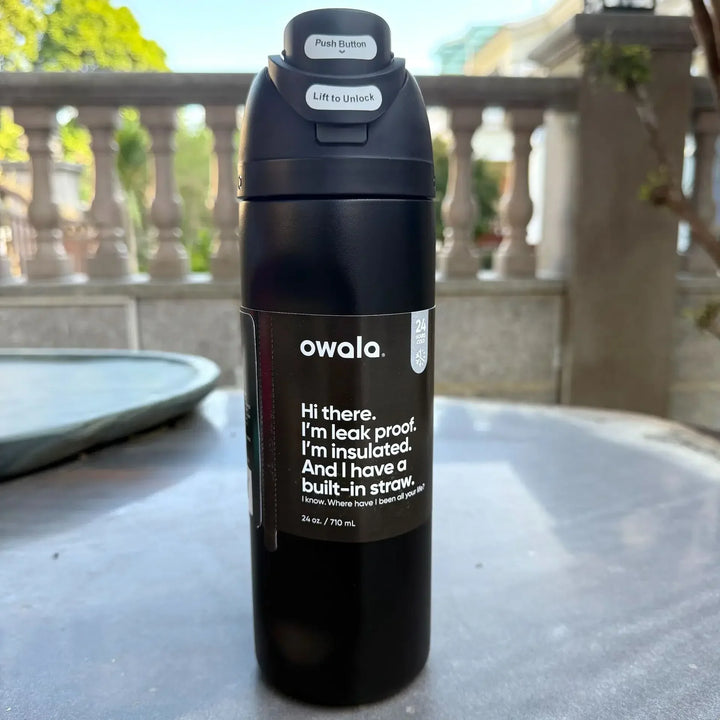 Push Button
Lift to Unlock
24
owala
Hi there.
I'm leak proof.
I'm insulated.
And I have a
built-in straw.
I know. Where have I been all your life?
24 oz. / 710 mL